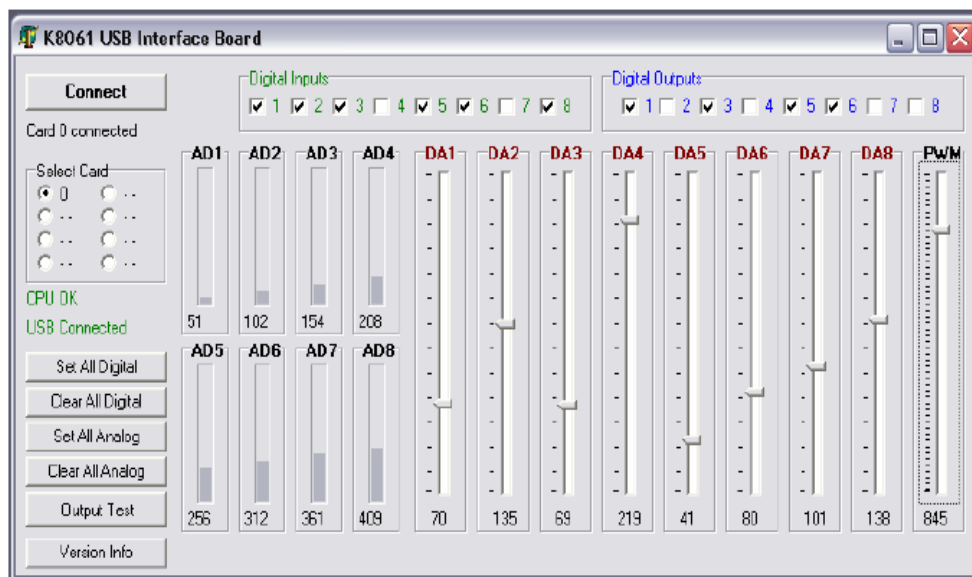 K8061 USB Interface Board
Connect
Card 0 connected
Select Card
0 --
-- --
-- --
-- --
CPU OK
USB Connected
Set All Digital
Clear All Digital
Set All Analog
Clear All Analog
Output Test
Version Info
Digital Inputs
1 2 3 4 5 6 7 8
Digital Outputs
1 2 3 4 5 6 7 8
AD1 AD2 AD3 AD4
51 102 154 208
AD5 AD6 AD7 AD8
256 312 361 409
DA1 DA2 DA3 DA4 DA5 DA6 DA7 DA8 PWM
70 135 69 219 41 80 101 138 845